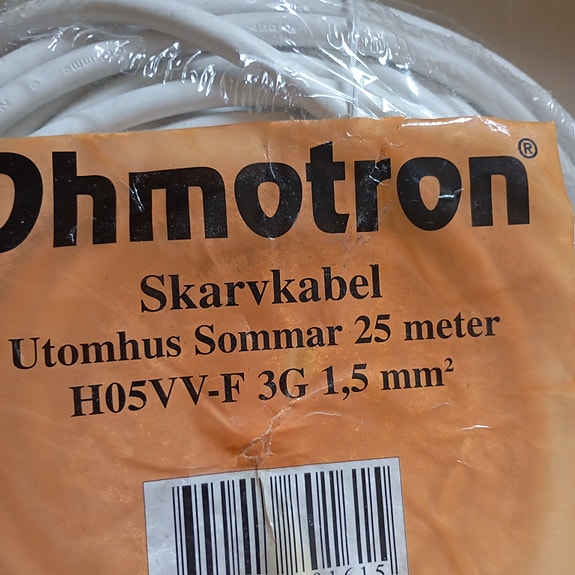 Ohmotron®
Skarvkabel
Utomhus Sommar 25 meter
H05VV-F 3G 1,5 mm²